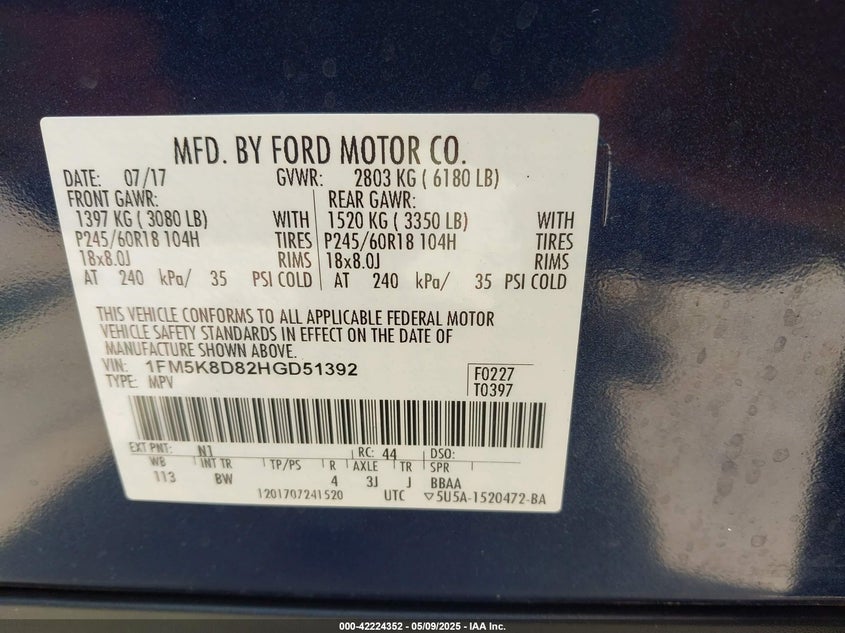 MFD. BY FORD MOTOR CO.
DATE: 07/17 GVWR: 2803 KG ( 6180 LB)
FRONT GAWR: REAR GAWR:
1397 KG ( 3080 LB) WITH 1520 KG ( 3350 LB) WITH
P245/60R18 104H TIRES P245/60R18 104H TIRES
18x8.0J RIMS 18x8.0J RIMS
AT 240 kPa/ 35 PSI COLD AT 240 kPa/ 35 PSI COLD
THIS VEHICLE CONFORMS TO ALL APPLICABLE FEDERAL MOTOR
VEHICLE SAFETY STANDARDS IN EFFECT ON THE DATE OF
MANUFACTURE SHOWN ABOVE.
VIN: 1FM5K8D82HGD51392 F0227
TYPE: MPV T0397
EXT PNT: N1 RC: 44 DSO:
WB INT TR TP/PS R AXLE TR SPR
113 BW 4 3J J BBAA
1201707241520 UTC ▽5U5A-1520472-BA
000-42224352 | 05/09/2025 - IAA Inc.